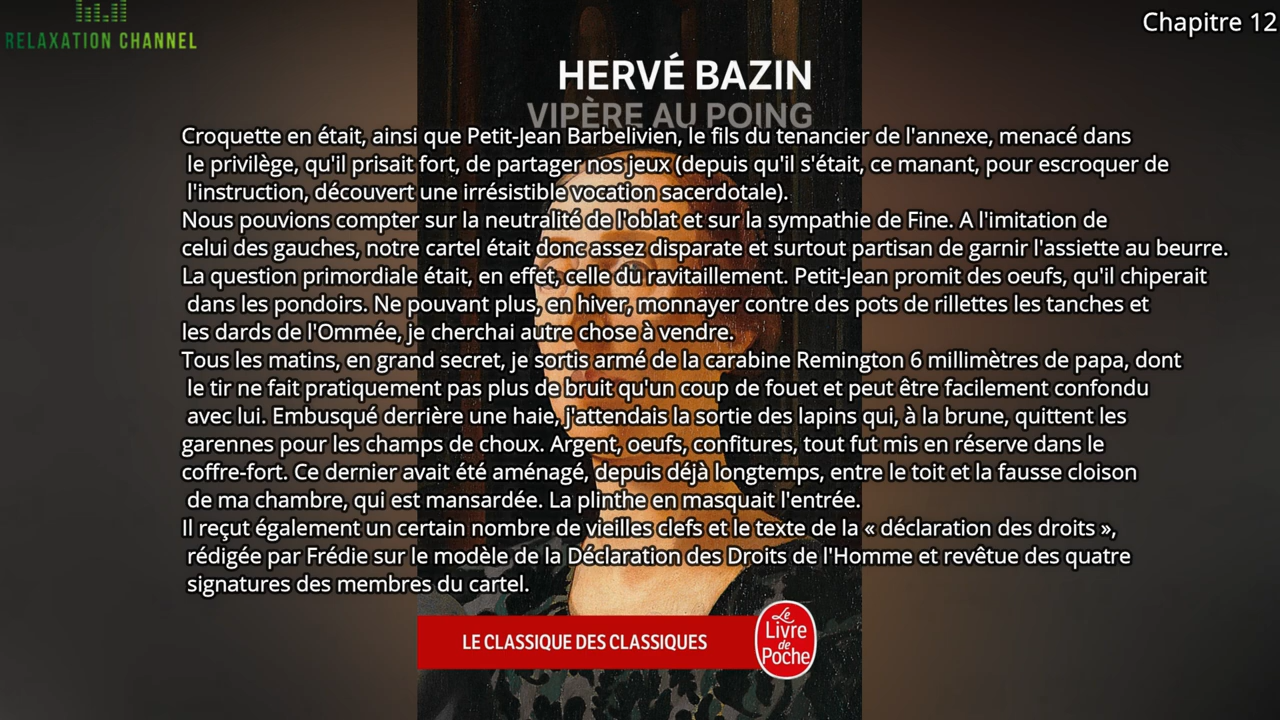 RELAXATION CHANNEL
Chapitre 12
HERVÉ BAZIN
VIPÈRE AU POING
Croquette en était, ainsi que Petit-Jean Barbelivien, le fils du tenancier de l'annexe, menacé dans
le privilège, qu'il prisait fort, de partager nos jeux (depuis qu'il s'était, ce manant, pour escroquer de
l'instruction, découvert une irrésistible vocation sacerdotale).
Nous pouvions compter sur la neutralité de l'oblat et sur la sympathie de Fine. A l'imitation de
celui des gauches, notre cartel était donc assez disparate et surtout partisan de garnir l'assiette au beurre.
La question primordiale était, en effet, celle du ravitaillement. Petit-Jean promit des oeufs, qu'il chiperait
dans les pondoirs. Ne pouvant plus, en hiver, monnayer contre des pots de rillettes les tanches et
les dards de l'Ommée, je cherchai autre chose à vendre.
Tous les matins, en grand secret, je sortis armé de la carabine Remington 6 millimètres de papa, dont
le tir ne fait pratiquement pas plus de bruit qu'un coup de fouet et peut être facilement confondu
avec lui. Embusqué derrière une haie, j'attendais la sortie des lapins qui, à la brune, quittent les
garennes pour les champs de choux. Argent, oeufs, confitures, tout fut mis en réserve dans le
coffre-fort. Ce dernier avait été aménagé, depuis déjà longtemps, entre le toit et la fausse cloison
de ma chambre, qui est mansardée. La plinthe en masquait l'entrée.
Il reçut également un certain nombre de vieilles clefs et le texte de la « déclaration des droits »,
rédigée par Frédie sur le modèle de la Déclaration des Droits de l'Homme et revêtue des quatre
signatures des membres du cartel.
LE CLASSIQUE DES CLASSIQUES
Le
Livre
de
Poche